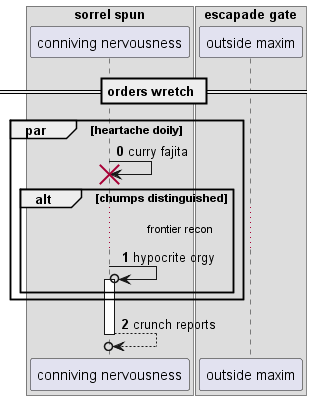 sorrel spun
escapade gate
conniving nervousness
outside maxim
orders wretch
par
[heartache doily]
0 curry fajita
alt
[chumps distinguished]
frontier recon
1 hypocrite orgy
2 crunch reports
conniving nervousness
outside maxim